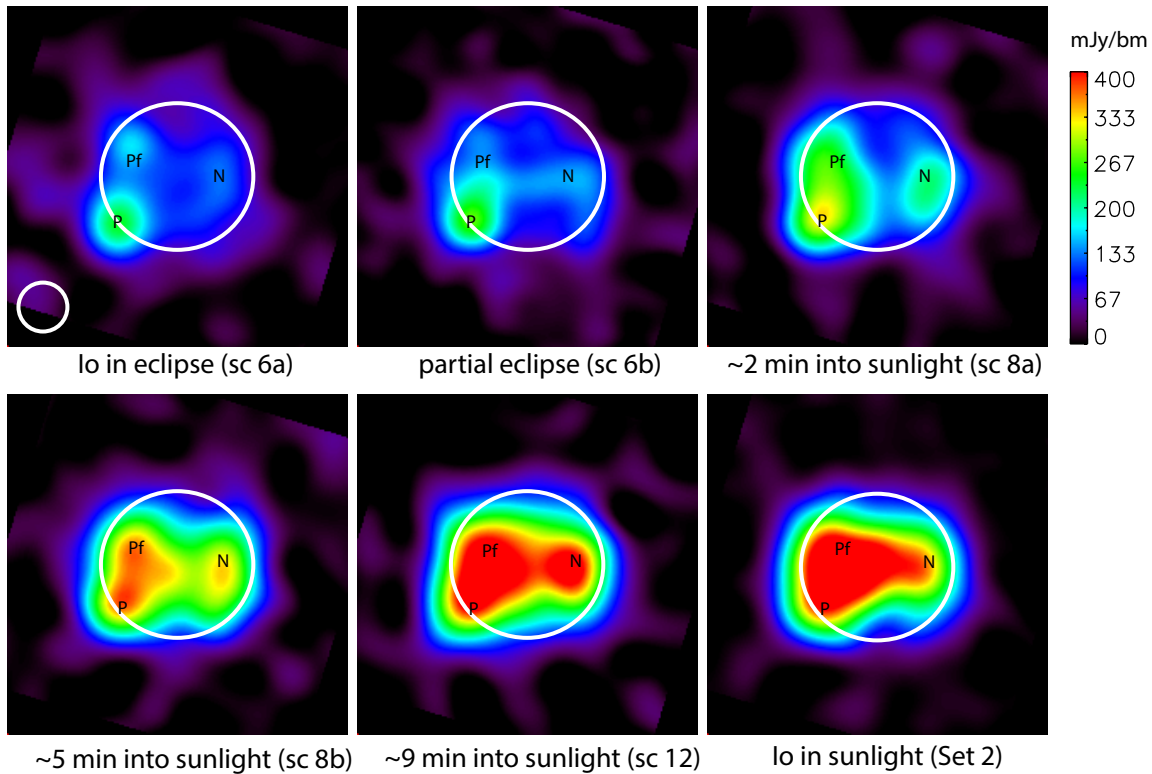 mJy/bm
Pf
N
P
Pf
N
P
Pf
N
P
400
333
267
200
133
67
0
Io in eclipse (sc 6a)
partial eclipse (sc 6b)
~2 min into sunlight (sc 8a)
Pf
N
P
Pf
N
P
Pf
N
P
~5 min into sunlight (sc 8b)
~9 min into sunlight (sc 12)
Io in sunlight (Set 2)